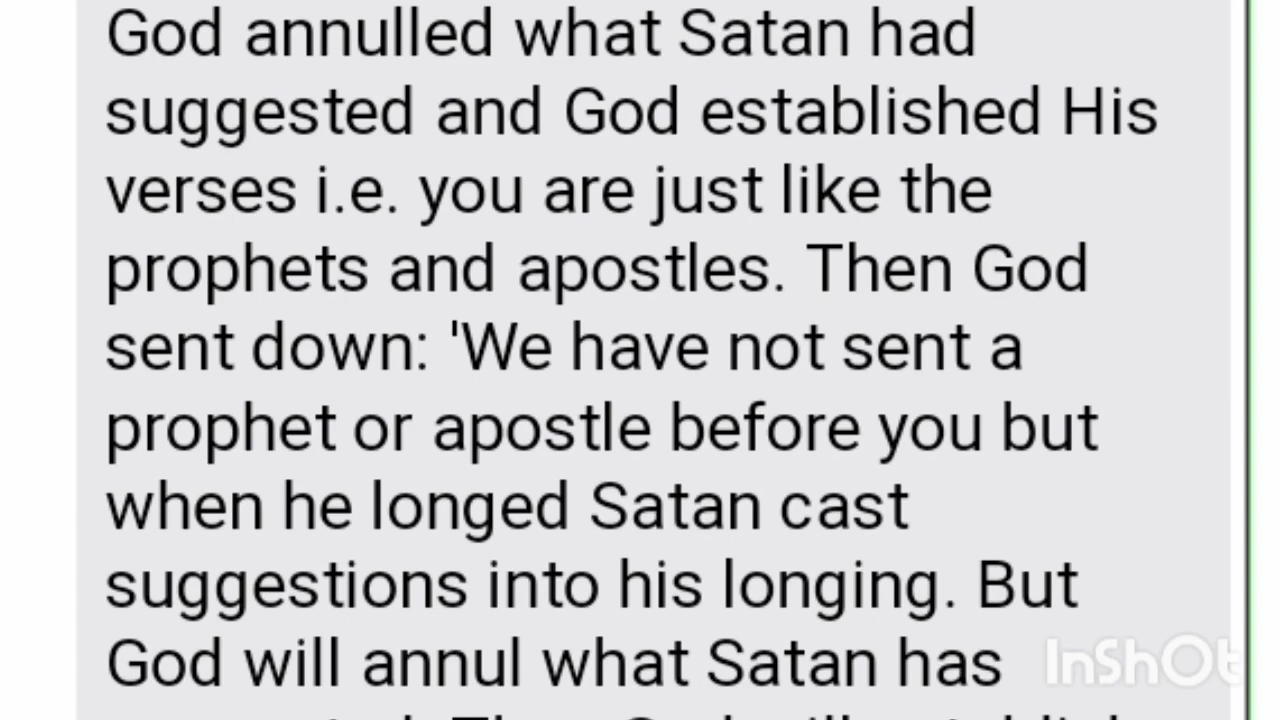 God annulled what Satan had
suggested and God established His
verses i.e. you are just like the
prophets and apostles. Then God
sent down: 'We have not sent a
prophet or apostle before you but
when he longed Satan cast
suggestions into his longing. But
God will annul what Satan has
InShOt